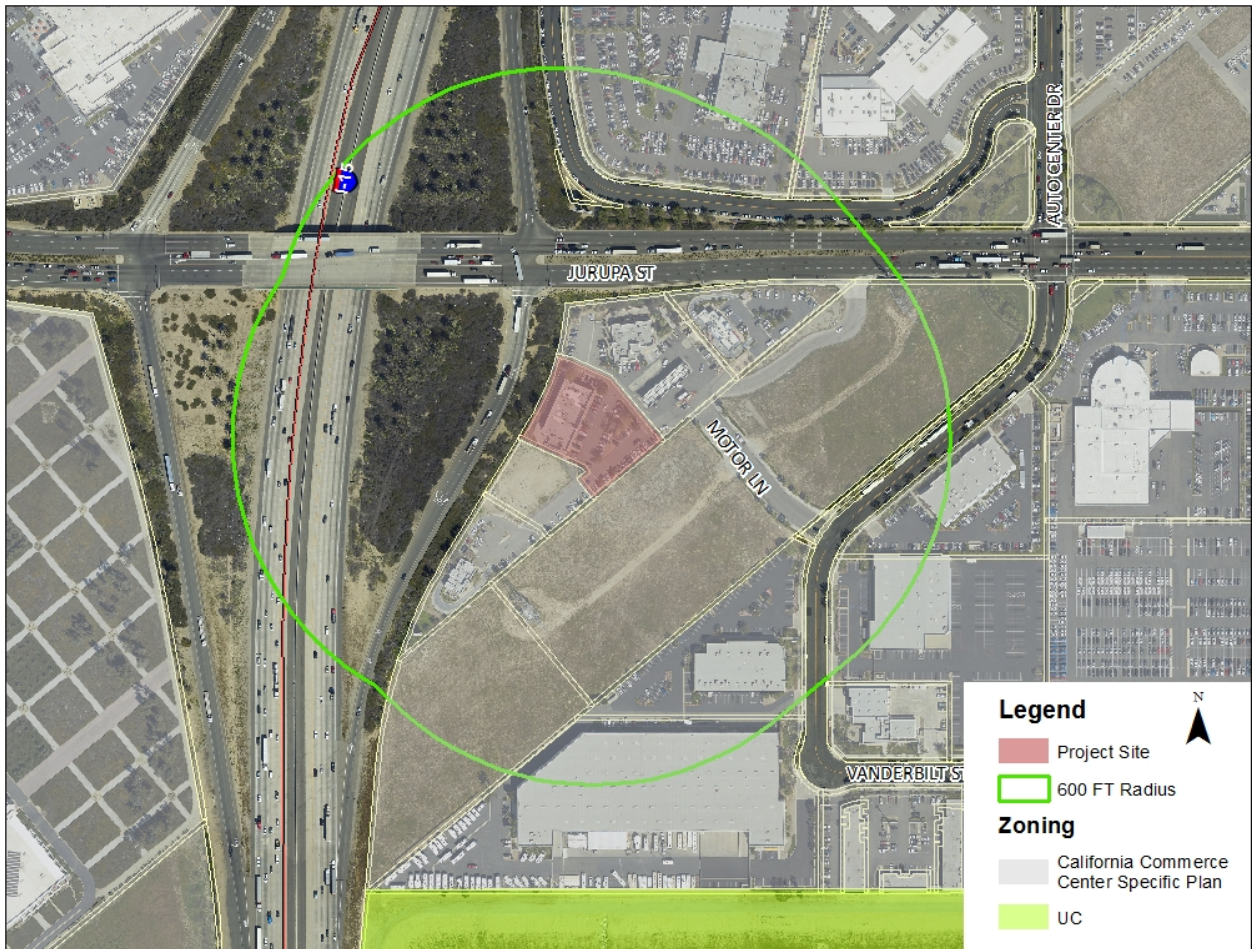 I-15
AUTOCENTER DR
JURUPA ST
MOTOR LN
VANDERBILT ST
Legend
N
Project Site
600 FT Radius
Zoning
California Commerce
Center Specific Plan
UC